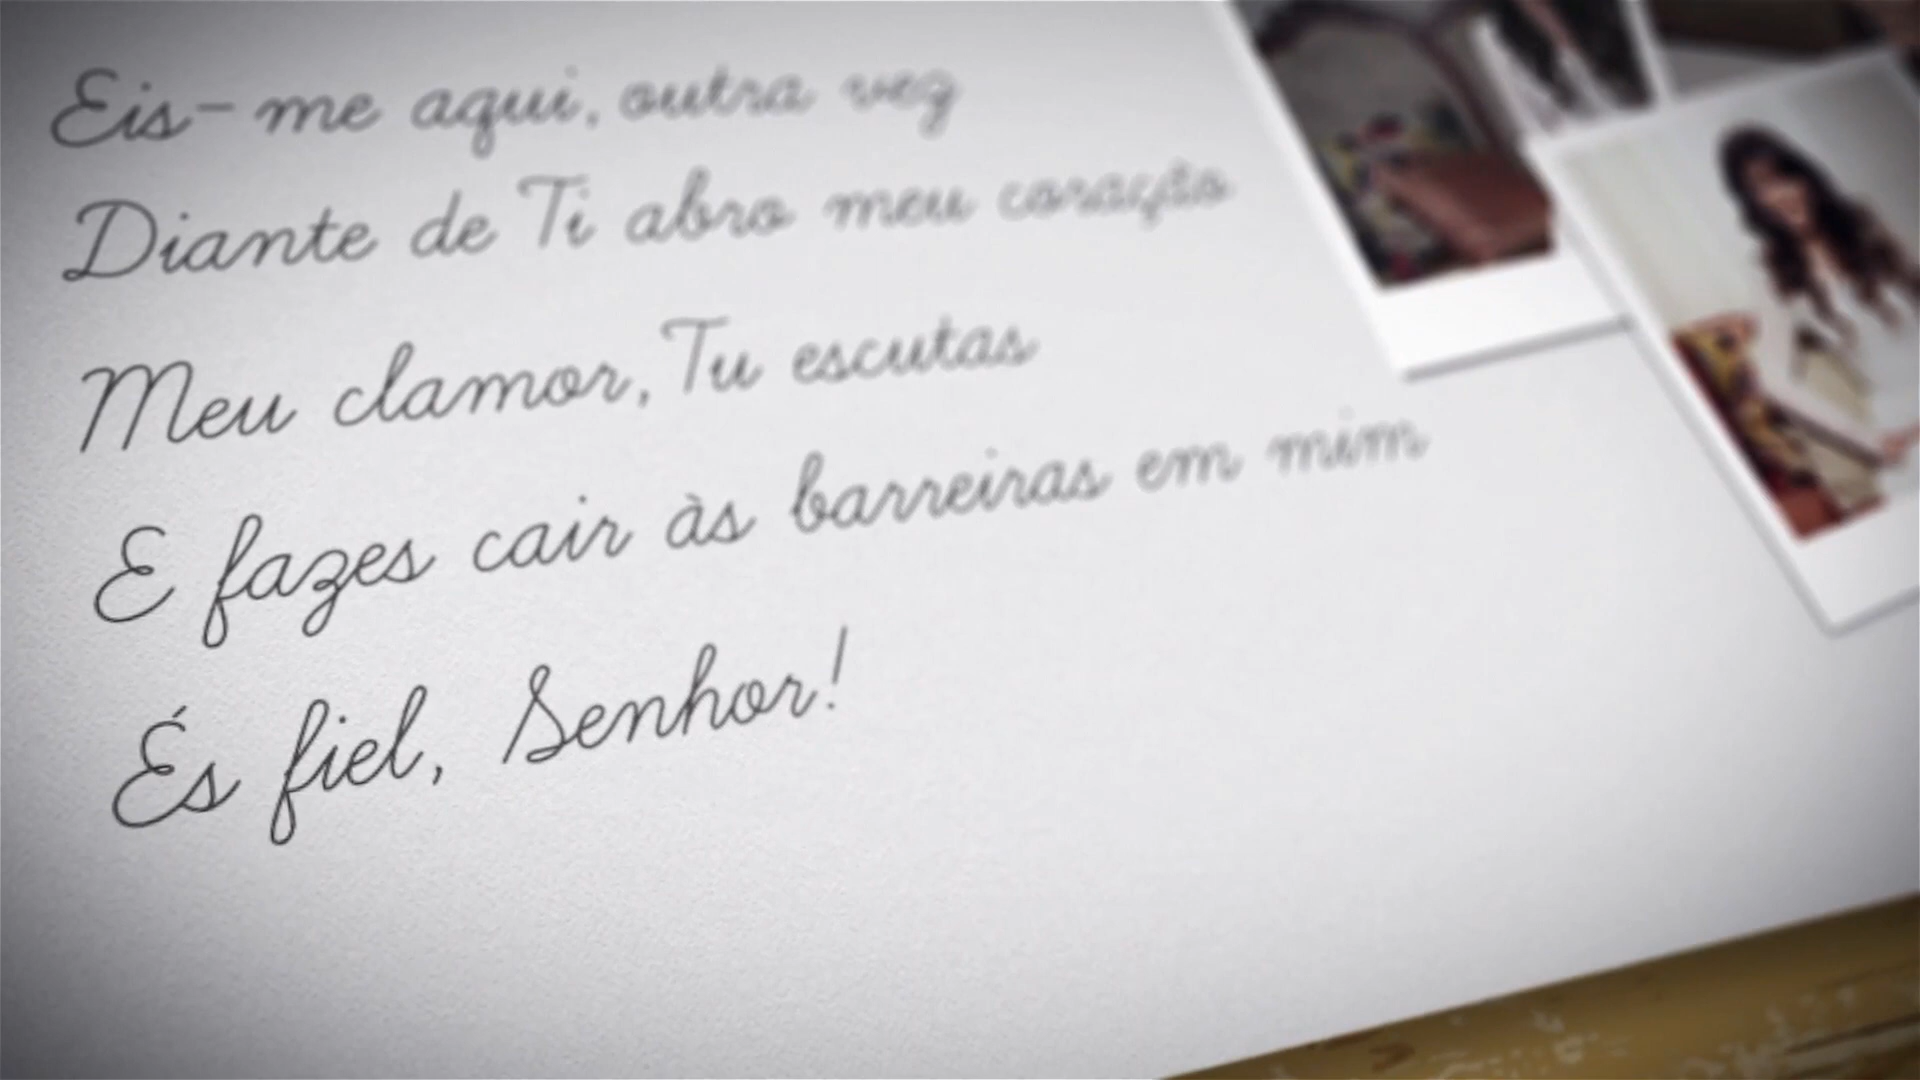 Eis-me aqui, outra vez
Diante de Ti abro meu coração
Meu clamor, Tu escutas
E fazes cair às barreiras em mim
És fiel, Senhor!